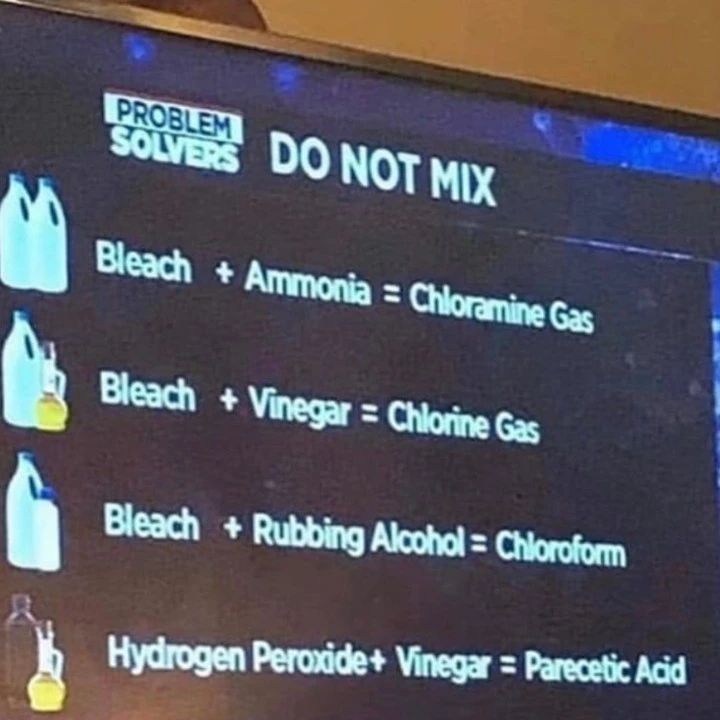 PROBLEM
SOLVERS
DO NOT MIX
Bleach + Ammonia = Chloramine Gas
Bleach + Vinegar = Chlorine Gas
Bleach + Rubbing Alcohol = Chloroform
Hydrogen Peroxide+ Vinegar = Parecetic Acid